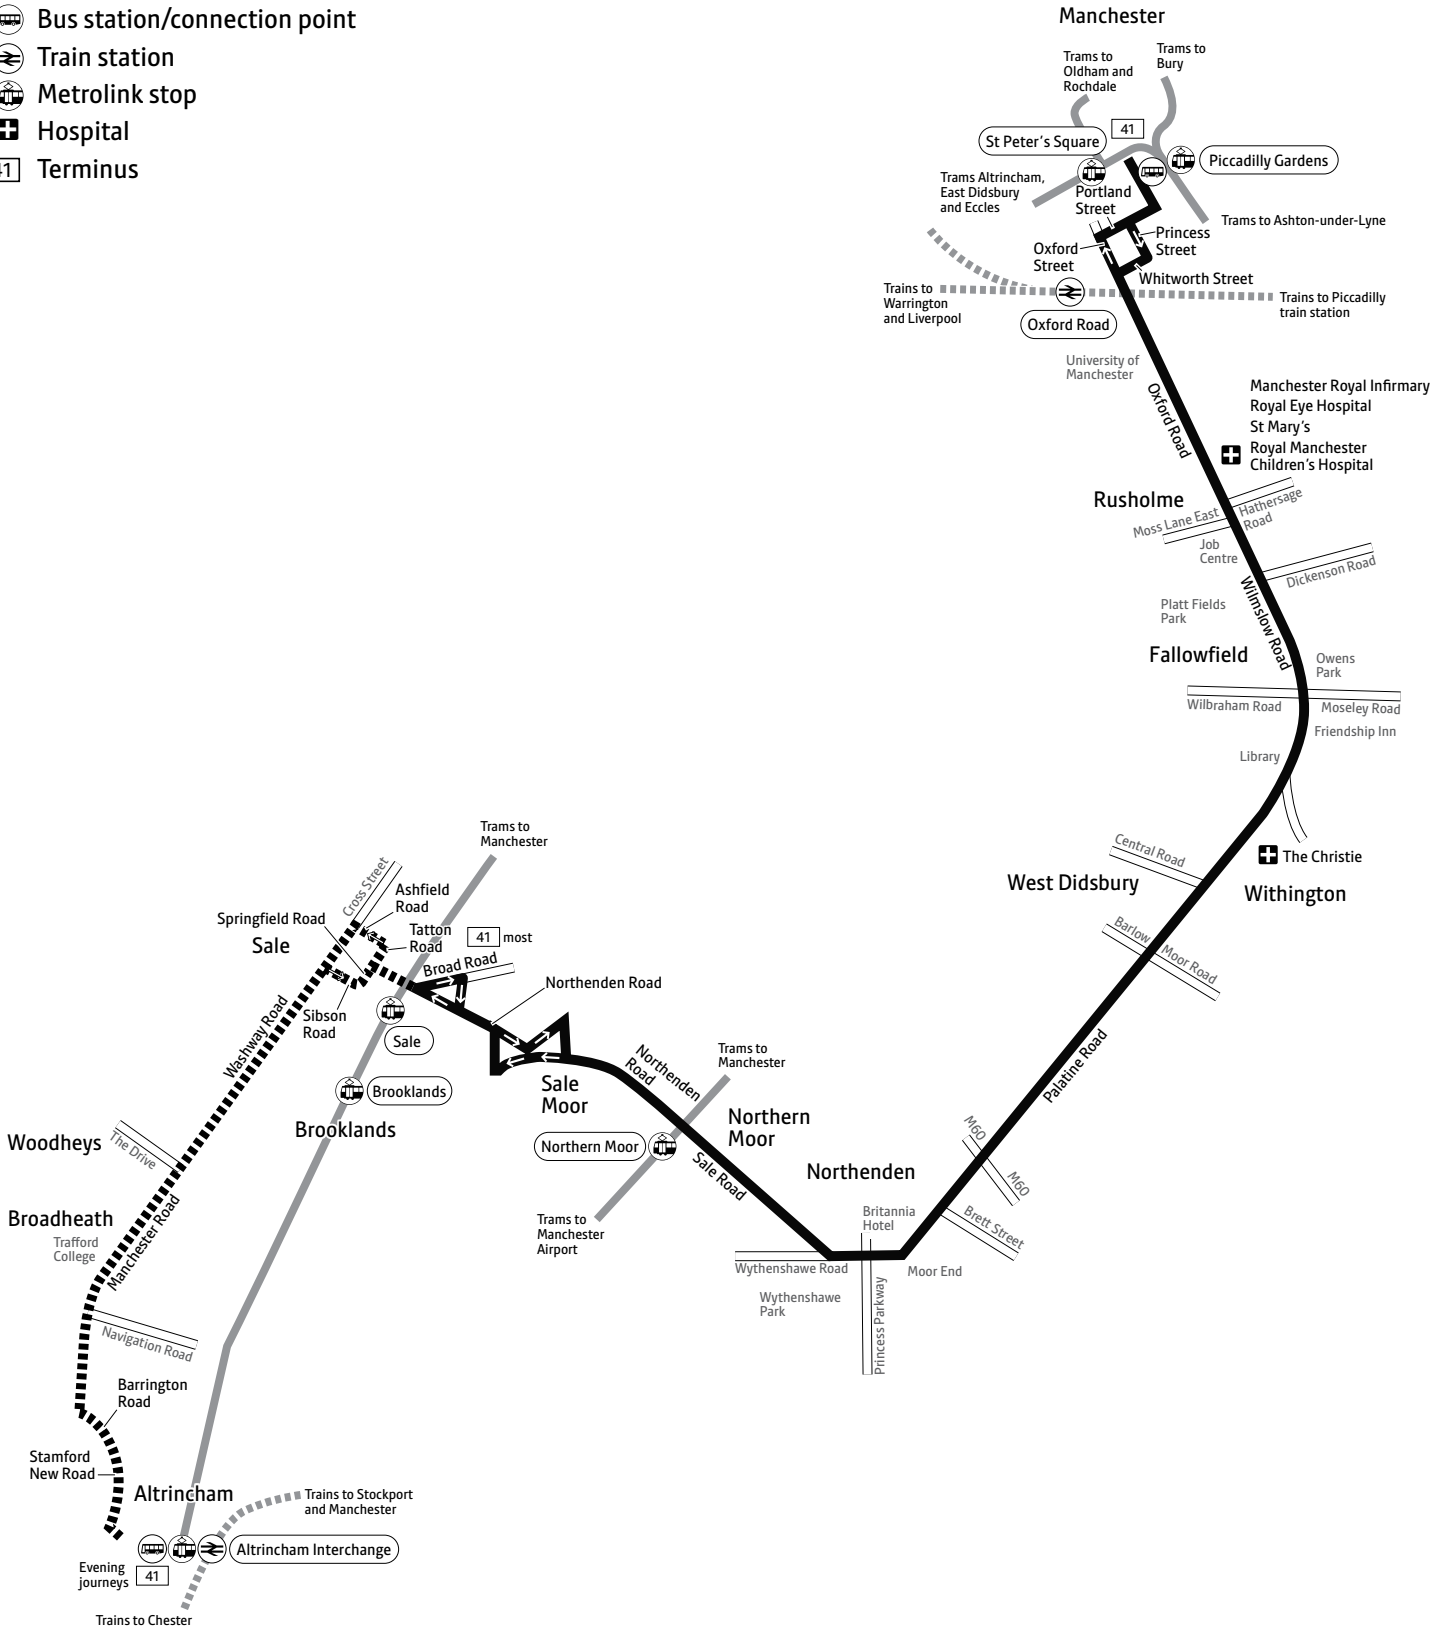 Bus station/connection point
Train station
Metrolink stop
Hospital
41 Terminus
Manchester
Trams to
Oldham and
Rochdale
Trams to
Bury
41
St Peter's Square
Piccadilly Gardens
Trams Altrincham,
East Didsbury
and Eccles
Portland
Street
Trams to Ashton-under-Lyne
Princess
Street
Oxford
Street
Whitworth Street
Trains to
Warrington
and Liverpool
Trains to Piccadilly
train station
Oxford Road
University of
Manchester
Oxford Road
Manchester Royal Infirmary
Royal Eye Hospital
St Mary's
Royal Manchester
Children's Hospital
Rusholme
Moss Lane East
Hathersage
Road
Job
Centre
Dickenson Road
Wilmslow Road
Platt Fields
Park
Fallowfield
Owens
Park
Wilbraham Road
Moseley Road
Friendship Inn
Library
The Christie
Central Road
West Didsbury
Withington
Barlow
Moor Road
Palatine Road
M60
M60
Brett Street
Trams to
Manchester
Cross Street
Ashfield
Road
Springfield Road
Tatton
Road
Sale
41 most
Broad Road
Northenden Road
Sibson
Road
Washway Road
Sale
Brooklands
Brooklands
Sale
Moor
Northenden
Road
Trams to
Manchester
Northern
Moor
Northern Moor
Sale Road
Northenden
Trams to
Manchester
Airport
Britannia
Hotel
Wythenshawe Road
Moor End
Wythenshawe
Park
Princess Parkway
Woodheys
The Drive
Broadheath
Trafford
College
Manchester Road
Navigation Road
Barrington
Road
Stamford
New Road
Altrincham
Trains to Stockport
and Manchester
Altrincham Interchange
Evening
journeys
41
Trains to Chester